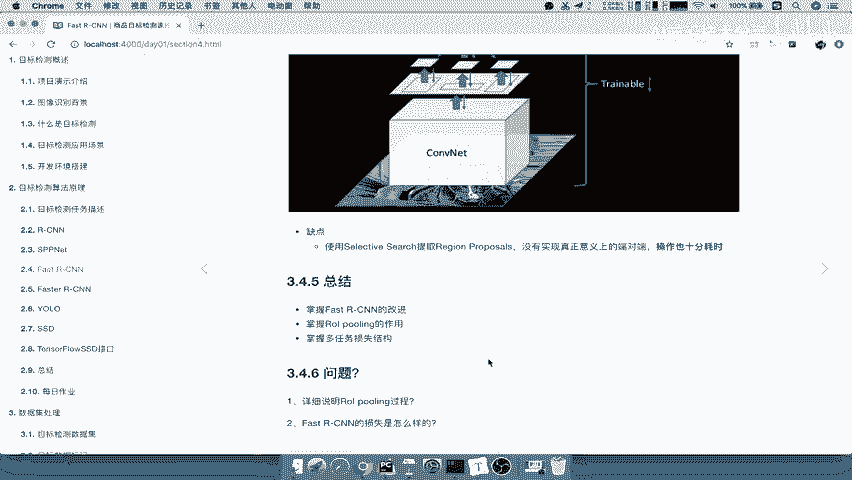 Chrome 文件 修改 视图 历史记录 书签 其他人 电动窗 帮助
100%
Fast R-CNN | 商品目标检测课
localhost:4000/day01/section4.html
1. 目标检测概述
1.1. 项目演示介绍
1.2. 图像识别背景
1.3. 什么是目标检测
1.4. 目标检测应用场景
1.5. 开发环境搭建
2. 目标检测算法原理
2.1. 目标检测任务描述
2.2. R-CNN
2.3. SPPNet
2.4. Fast R-CNN
2.5. Faster R-CNN
2.6. YOLO
2.7. SSD
2.8. TensorFlowSSD接口
2.9. 总结
2.10. 每日作业
3. 数据集处理
3.1. 目标检测数据集
Trainable
ConvNet
缺点
使用Selective Search提取Region Proposals，没有实现真正意义上的端对端，操作也十分耗时
3.4.5 总结
掌握Fast R-CNN的改进
掌握RoI pooling的作用
掌握多任务损失结构
3.4.6 问题?
1、详细说明RoI pooling过程?
2、Fast R-CNN的损失是怎么样的?